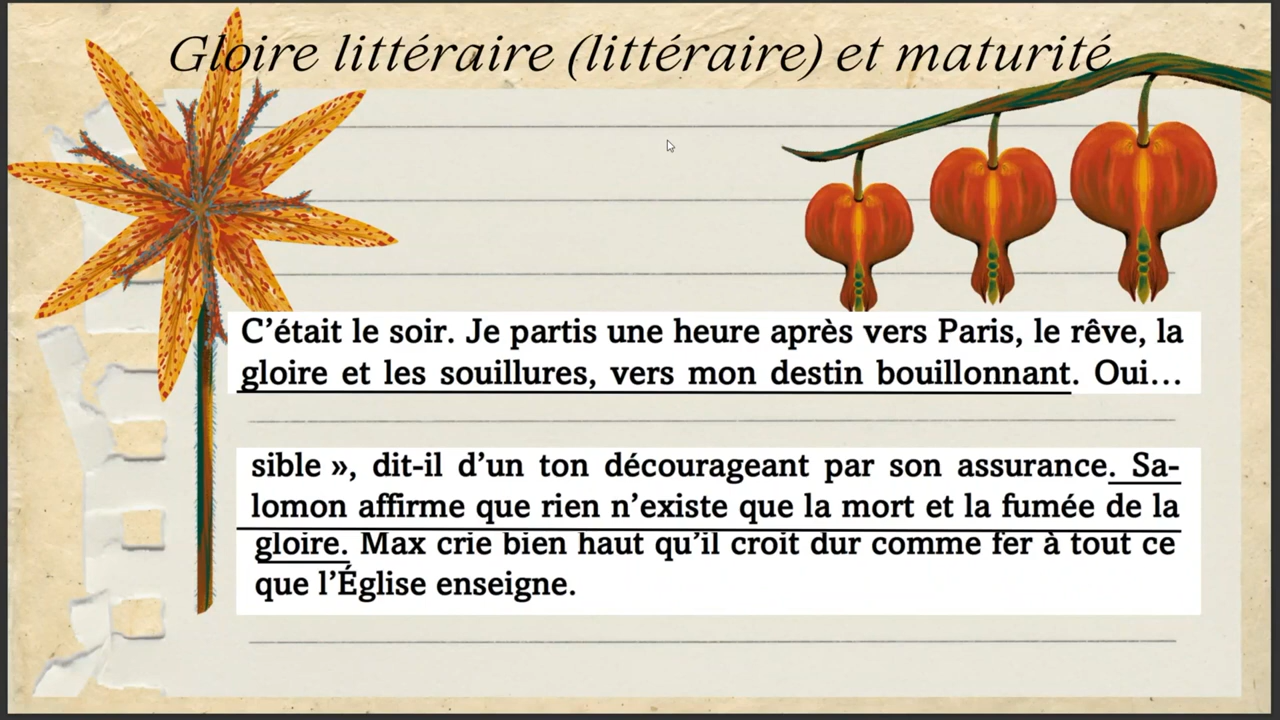 Gloire littéraire (littéraire) et maturité
C’était le soir. Je partis une heure après vers Paris, le rêve, la
gloire et les souillures, vers mon destin bouillonnant. Oui…
sible », dit-il d’un ton décourageant par son assurance. Sa-
lomon affirme que rien n’existe que la mort et la fumée de la
gloire. Max crie bien haut qu’il croit dur comme fer à tout ce
que l’Église enseigne.